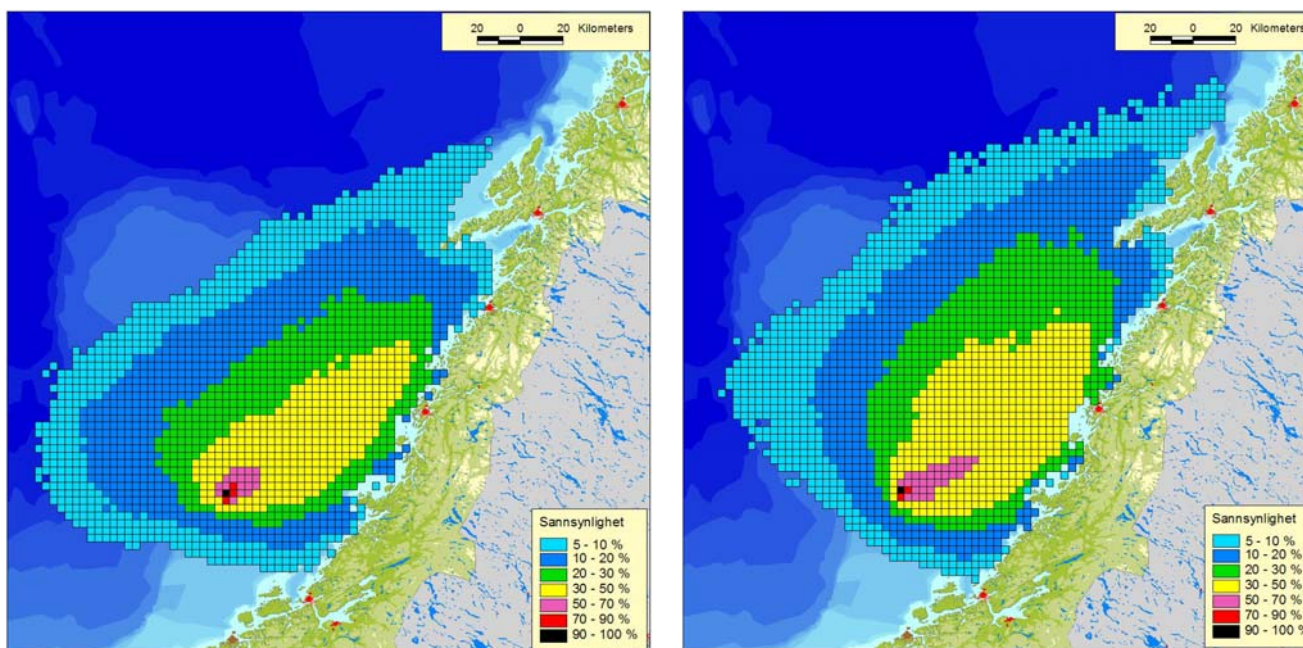 20 0 20 Kilometers
Sannsynlighet
5 - 10 %
10 - 20 %
20 - 30 %
30 - 50 %
50 - 70 %
70 - 90 %
90 - 100 %
20 0 20 Kilometers
Sannsynlighet
5 - 10 %
10 - 20 %
20 - 30 %
30 - 50 %
50 - 70 %
70 - 90 %
90 - 100 %